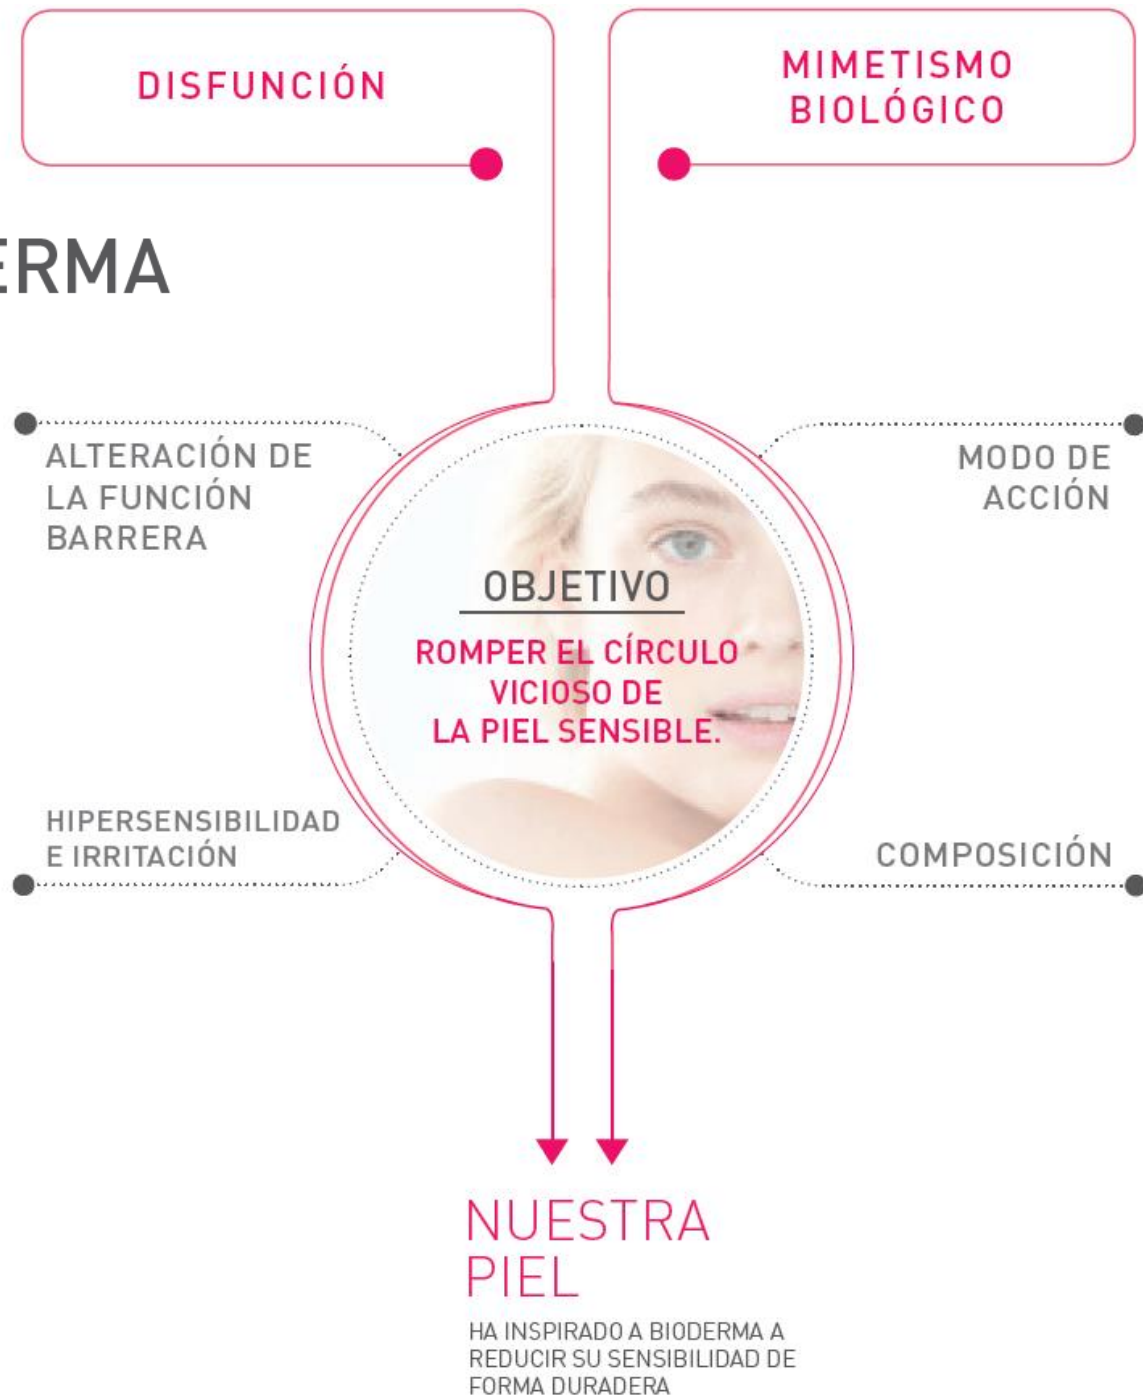 DISFUNCIÓN
MIMETISMO
BIOLÓGICO
ERMA
ALTERACIÓN DE
LA FUNCIÓN
BARRERA
MODO DE
ACCIÓN
OBJETIVO
ROMPER EL CÍRCULO
VICIOSO DE
LA PIEL SENSIBLE.
HIPERSENSIBILIDAD
E IRRITACIÓN
COMPOSICIÓN
NUESTRA
PIEL
HA INSPIRADO A BIODERMA A
REDUCIR SU SENSIBILIDAD DE
FORMA DURADERA